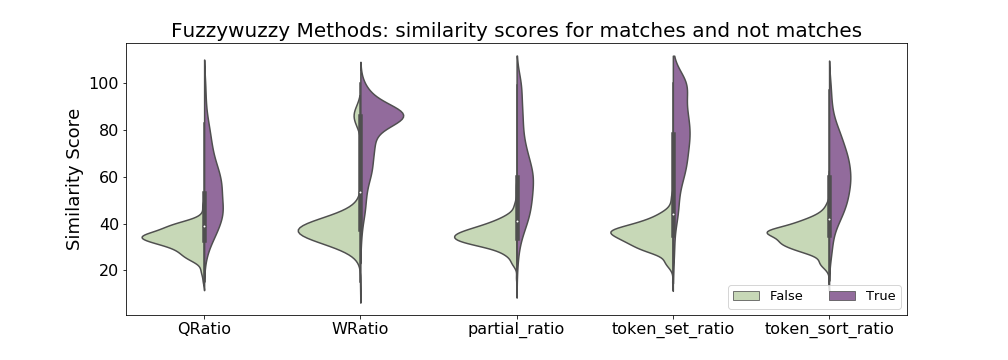 Fuzzywuzzy Methods: similarity scores for matches and not matches
Similarity Score
100
80
60
40
20
QRatio
WRatio
partial_ratio
token_set_ratio
token_sort_ratio
False
True